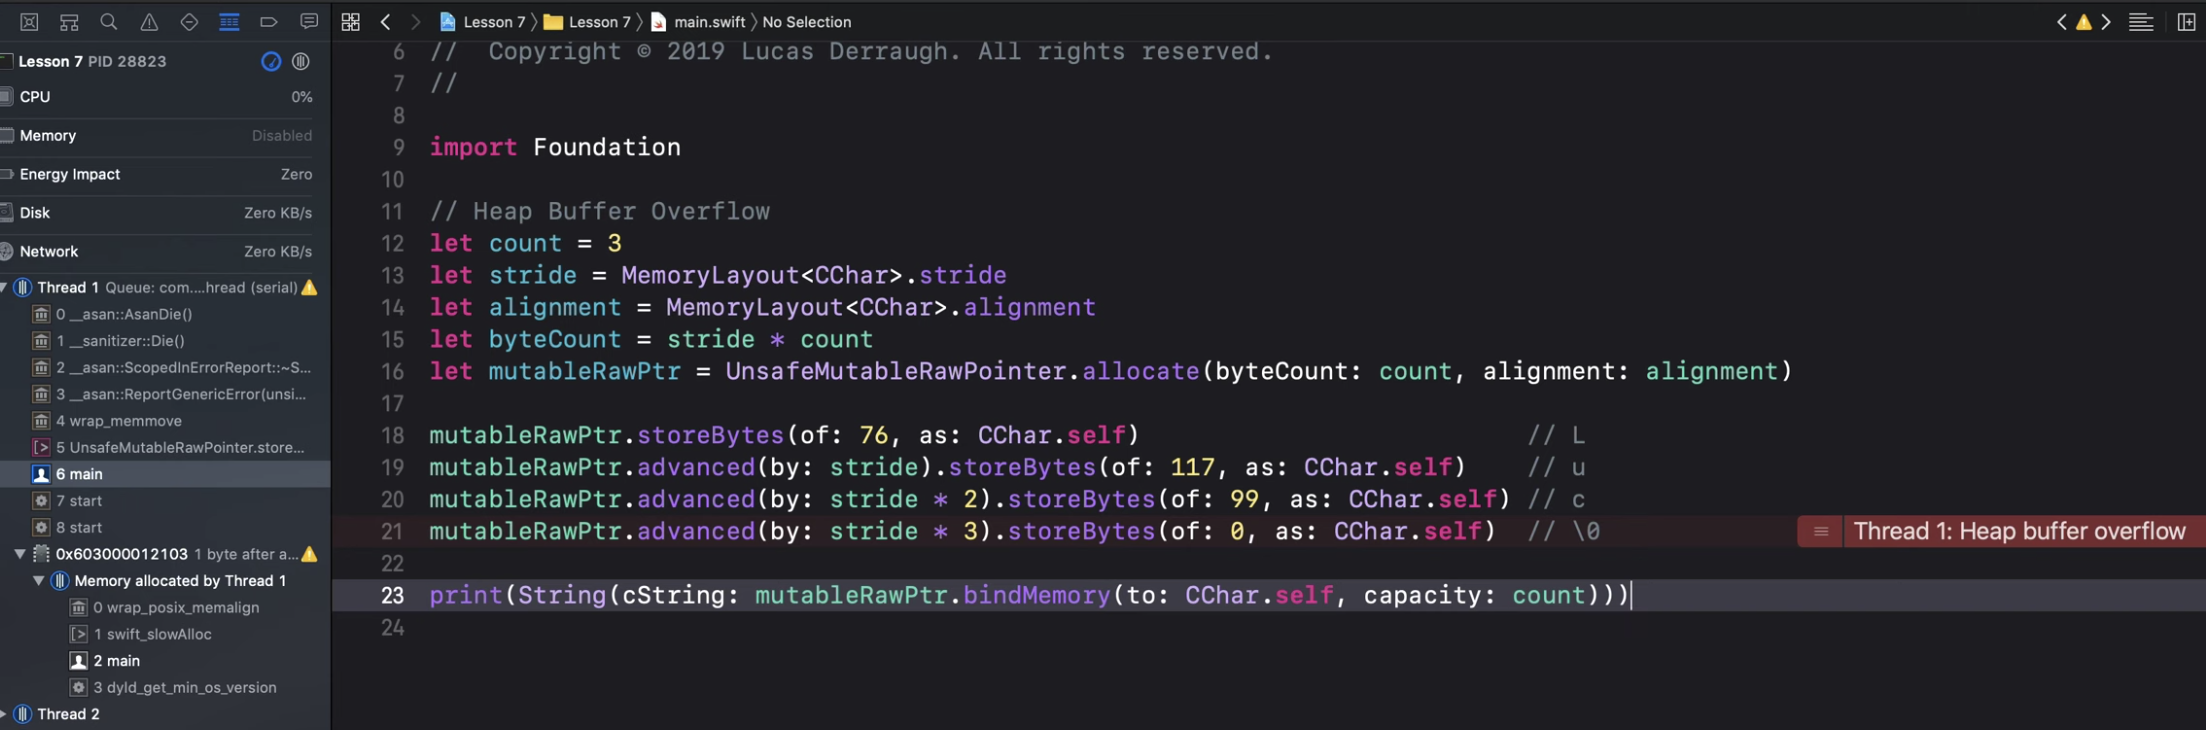 Lesson 7 > Lesson 7 > main.swift > No Selection
Lesson 7 PID 28823
CPU 0%
Memory Disabled
Energy Impact Zero
Disk Zero KB/s
Network Zero KB/s
Thread 1 Queue: com....hread (serial)
0 __asan::AsanDie()
1 __sanitizer::Die()
2 __asan::ScopedInErrorReport::~S...
3 __asan::ReportGenericError(unsi...
4 wrap_memmove
5 UnsafeMutableRawPointer.store...
6 main
7 start
8 start
0x603000012103 1 byte after a...
Memory allocated by Thread 1
0 wrap_posix_memalign
1 swift_slowAlloc
2 main
3 dyld_get_min_os_version
Thread 2
6 //  Copyright © 2019 Lucas Derraugh. All rights reserved.
7 //
8
9 import Foundation
10
11 // Heap Buffer Overflow
12 let count = 3
13 let stride = MemoryLayout<CChar>.stride
14 let alignment = MemoryLayout<CChar>.alignment
15 let byteCount = stride * count
16 let mutableRawPtr = UnsafeMutableRawPointer.allocate(byteCount: count, alignment: alignment)
17
18 mutableRawPtr.storeBytes(of: 76, as: CChar.self) // L
19 mutableRawPtr.advanced(by: stride).storeBytes(of: 117, as: CChar.self) // u
20 mutableRawPtr.advanced(by: stride * 2).storeBytes(of: 99, as: CChar.self) // c
21 mutableRawPtr.advanced(by: stride * 3).storeBytes(of: 0, as: CChar.self) // \0 Thread 1: Heap buffer overflow
22
23 print(String(cString: mutableRawPtr.bindMemory(to: CChar.self, capacity: count)))
24